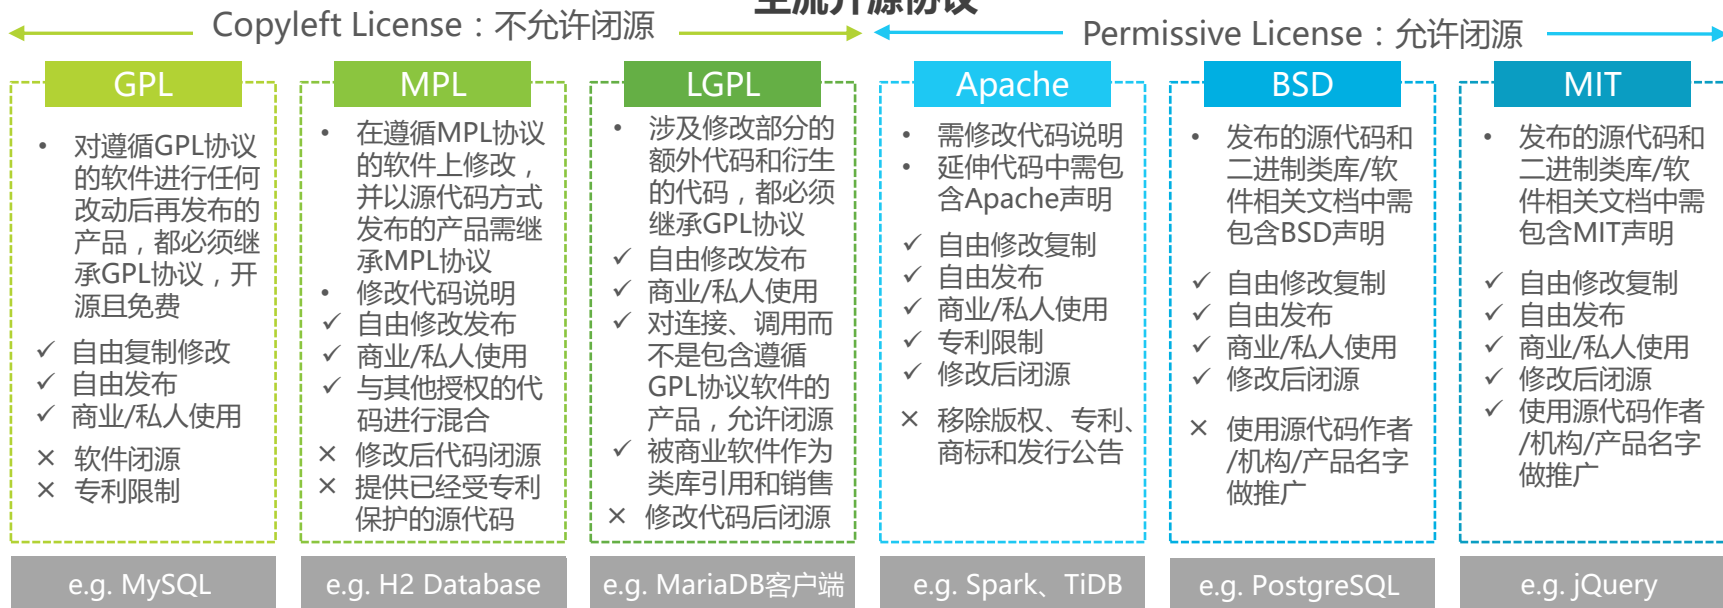 主流开源协议
Copyleft License：不允许闭源
Permissive License：允许闭源
GPL
• 对遵循GPL协议
的软件进行任何
改动后再发布的
产品，都必须继
承GPL协议，开
源且免费
✓ 自由复制修改
✓ 自由发布
✓ 商业/私人使用
× 软件闭源
× 专利限制
e.g. MySQL
MPL
• 在遵循MPL协议
的软件上修改，
并以源代码方式
发布的产品需继
承MPL协议
• 修改代码说明
✓ 自由修改发布
✓ 商业/私人使用
✓ 与其他授权的代
码进行混合
× 修改后代码闭源
× 提供已经受专利
保护的源代码
e.g. H2 Database
LGPL
• 涉及修改部分的
额外代码和衍生
的代码，都必须
继承GPL协议
✓ 自由修改发布
✓ 商业/私人使用
✓ 对连接、调用而
不是包含遵循
GPL协议软件的
产品，允许闭源
✓ 被商业软件作为
类库引用和销售
× 修改代码后闭源
e.g. MariaDB客户端
Apache
• 需修改代码说明
• 延伸代码中需包
含Apache声明
✓ 自由修改复制
✓ 自由发布
✓ 商业/私人使用
✓ 专利限制
✓ 修改后闭源
× 移除版权、专利、
商标和发行公告
e.g. Spark、TiDB
BSD
• 发布的源代码和
二进制类库/软
件相关文档中需
包含BSD声明
✓ 自由修改复制
✓ 自由发布
✓ 商业/私人使用
✓ 修改后闭源
× 使用源代码作者
/机构/产品名字
做推广
e.g. PostgreSQL
MIT
• 发布的源代码和
二进制类库/软
件相关文档中需
包含MIT声明
✓ 自由修改复制
✓ 自由发布
✓ 商业/私人使用
✓ 修改后闭源
✓ 使用源代码作者
/机构/产品名字
做推广
e.g. jQuery